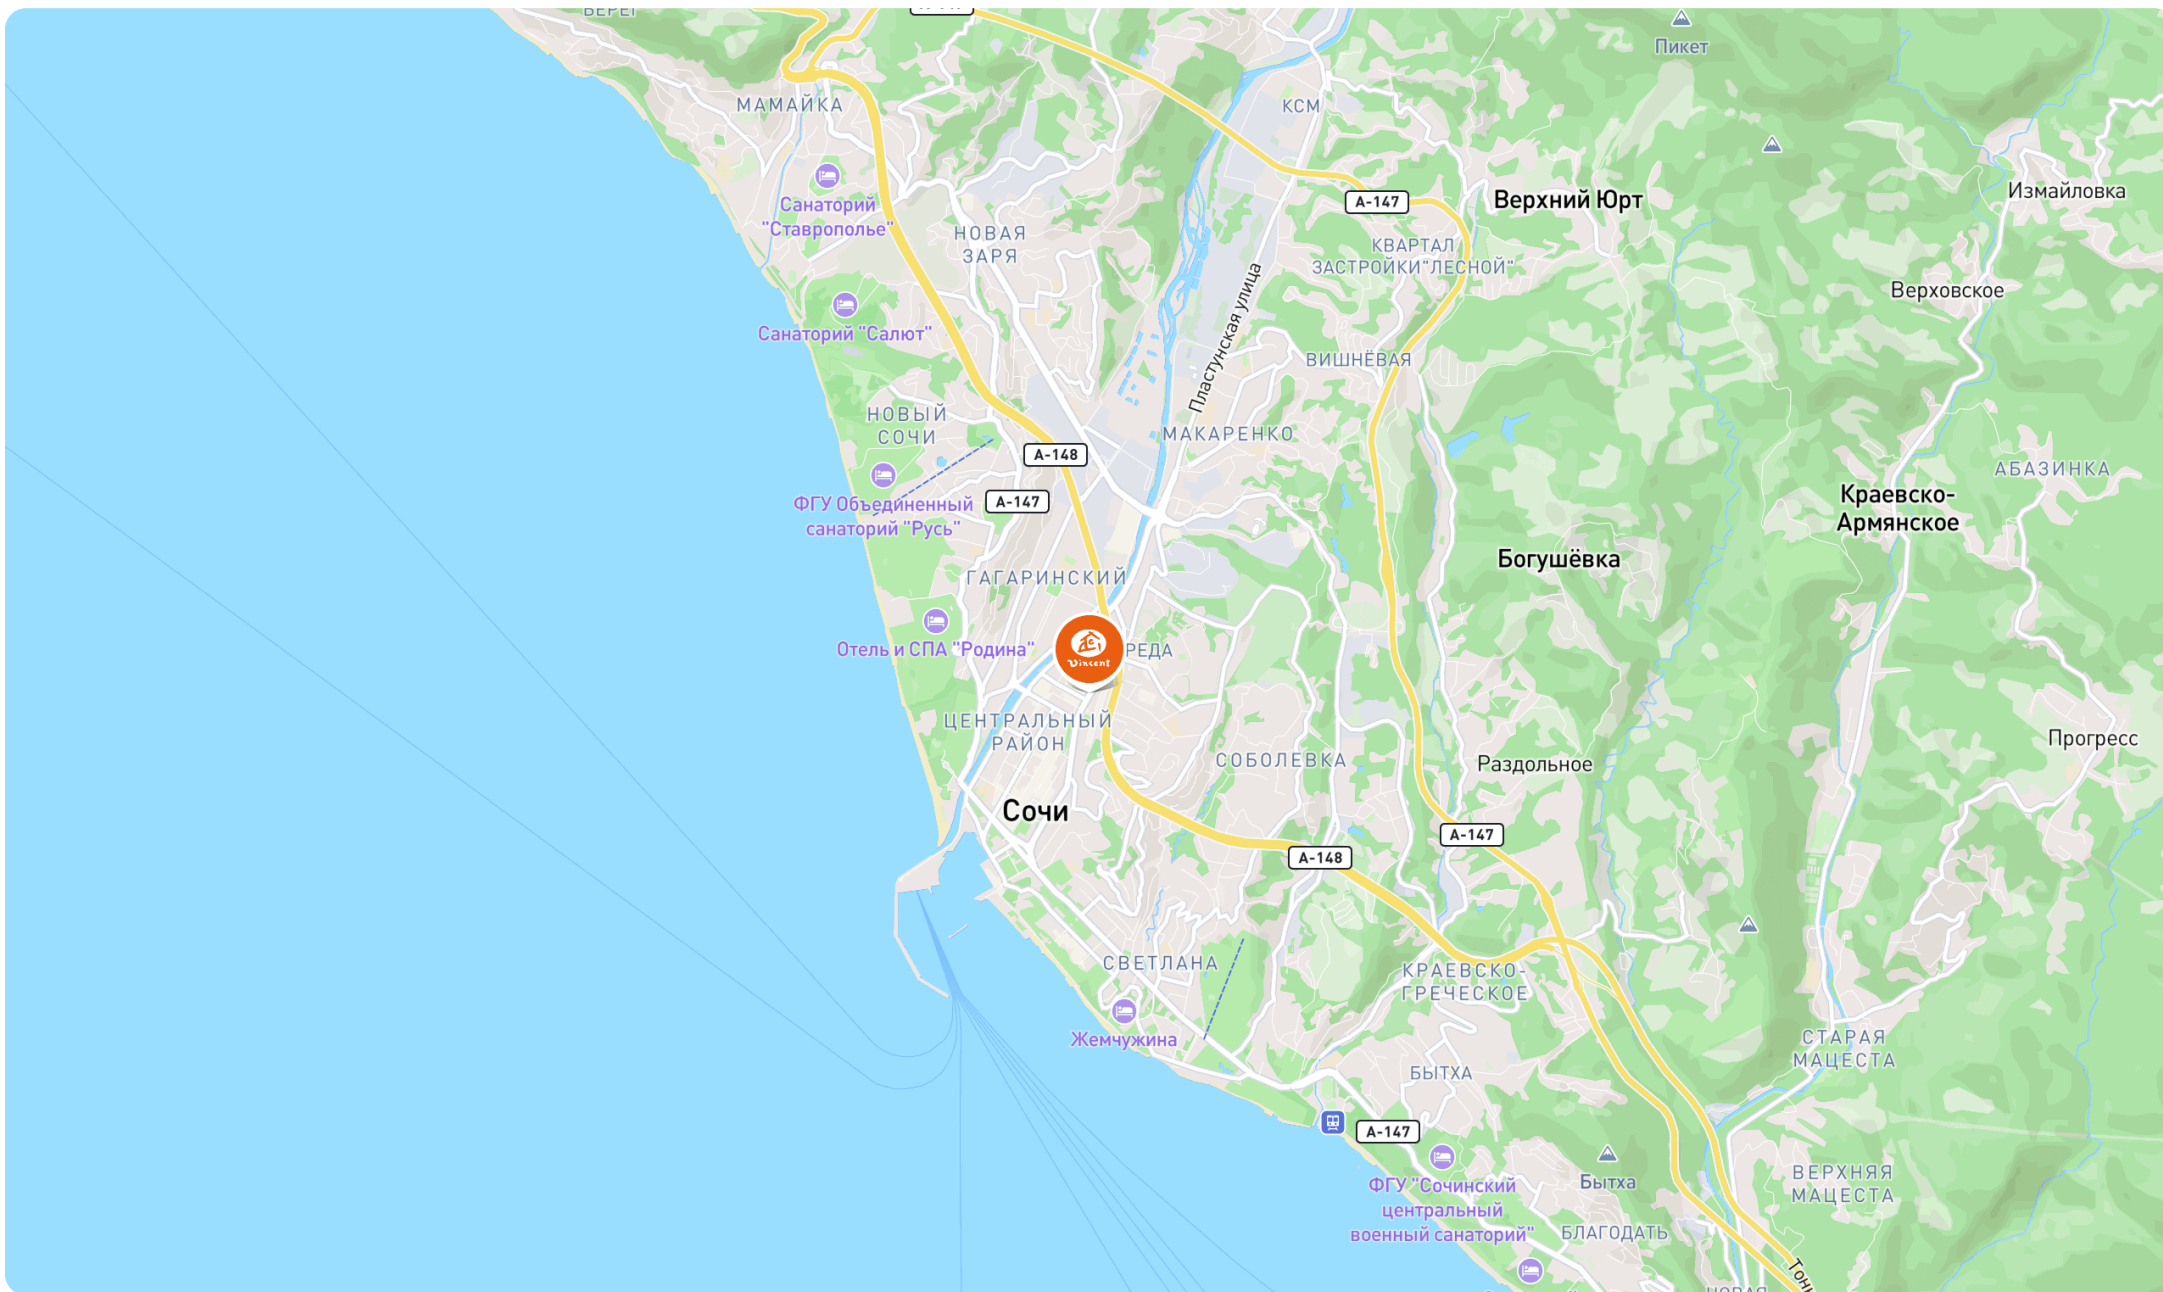 БЕРЕГ
МАМАЙКА
КСМ
Пикет
Санаторий
"Ставрополье"
А-147
Верхний Юрт
Измайловка
НОВАЯ
ЗАРЯ
КВАРТАЛ
ЗАСТРОЙКИ"ЛЕСНОЙ"
Верховское
Санаторий "Салют"
Пластунская улица
ВИШНЁВАЯ
НОВЫЙ
СОЧИ
МАКАРЕНКО
А-148
АБАЗИНКА
ФГУ Объединенный
санаторий "Русь"
А-147
Краевско-
Армянское
Богушёвка
ГАГАРИНСКИЙ
Отель и СПА "Родина"
Vincent
РЕДА
ЦЕНТРАЛЬНЫЙ
РАЙОН
СОБОЛЕВКА
Раздольное
Прогресс
Сочи
А-147
А-148
СВЕТЛАНА
КРАЕВСКО-
ГРЕЧЕСКОЕ
Жемчужина
СТАРАЯ
МАЦЕСТА
БЫТХА
А-147
ФГУ "Сочинский
центральный
военный санаторий"
Бытха
ВЕРХНЯЯ
МАЦЕСТА
БЛАГОДАТЬ
НОВАЯ